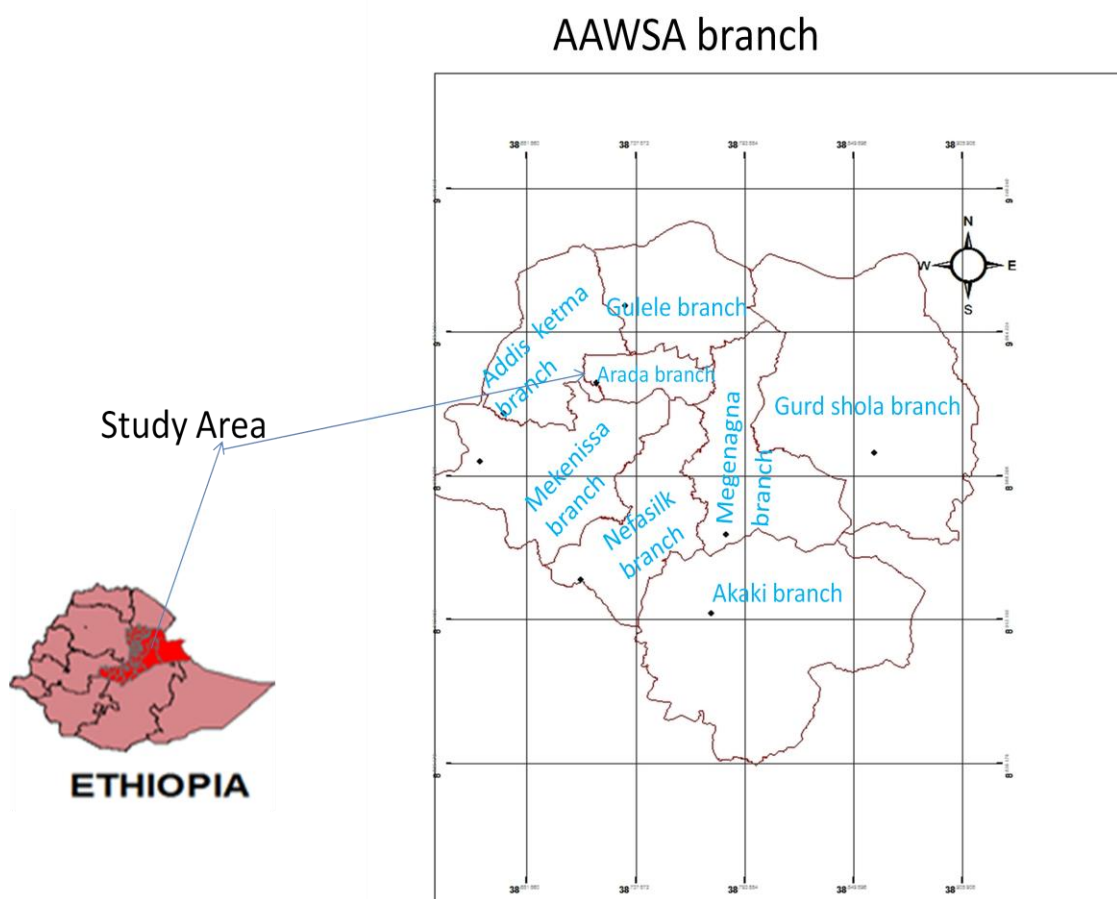 AAWSA branch
N
W
E
S
Gulele branch
Addis ketma
branch
Arada branch
Gurd shola branch
Study Area
Mekenissa
branch
Megenagna
branch
Nefasilk
branch
Akaki branch
ETHIOPIA